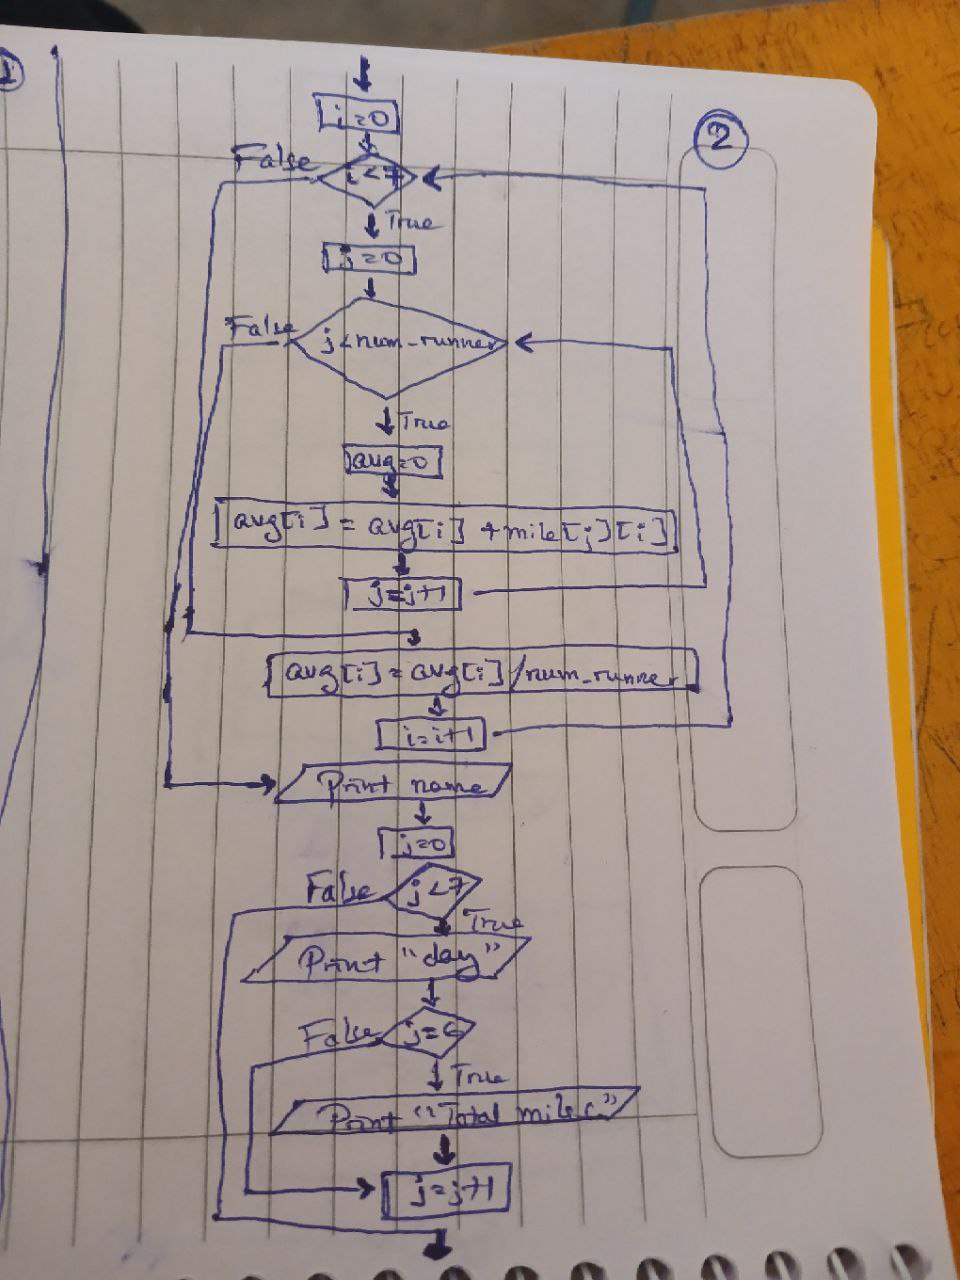 1
2
i=0
False
i<7
True
j=0
False
j<num_runner
True
avg=0
avg[i] = avg[i] + mile[j][i]
j=j+1
avg[i] = avg[i] / num_runner
i=i+1
Print name
j=0
False
j<7
True
Print "day"
False
j=6
True
Print "Total miles"
j=j+1